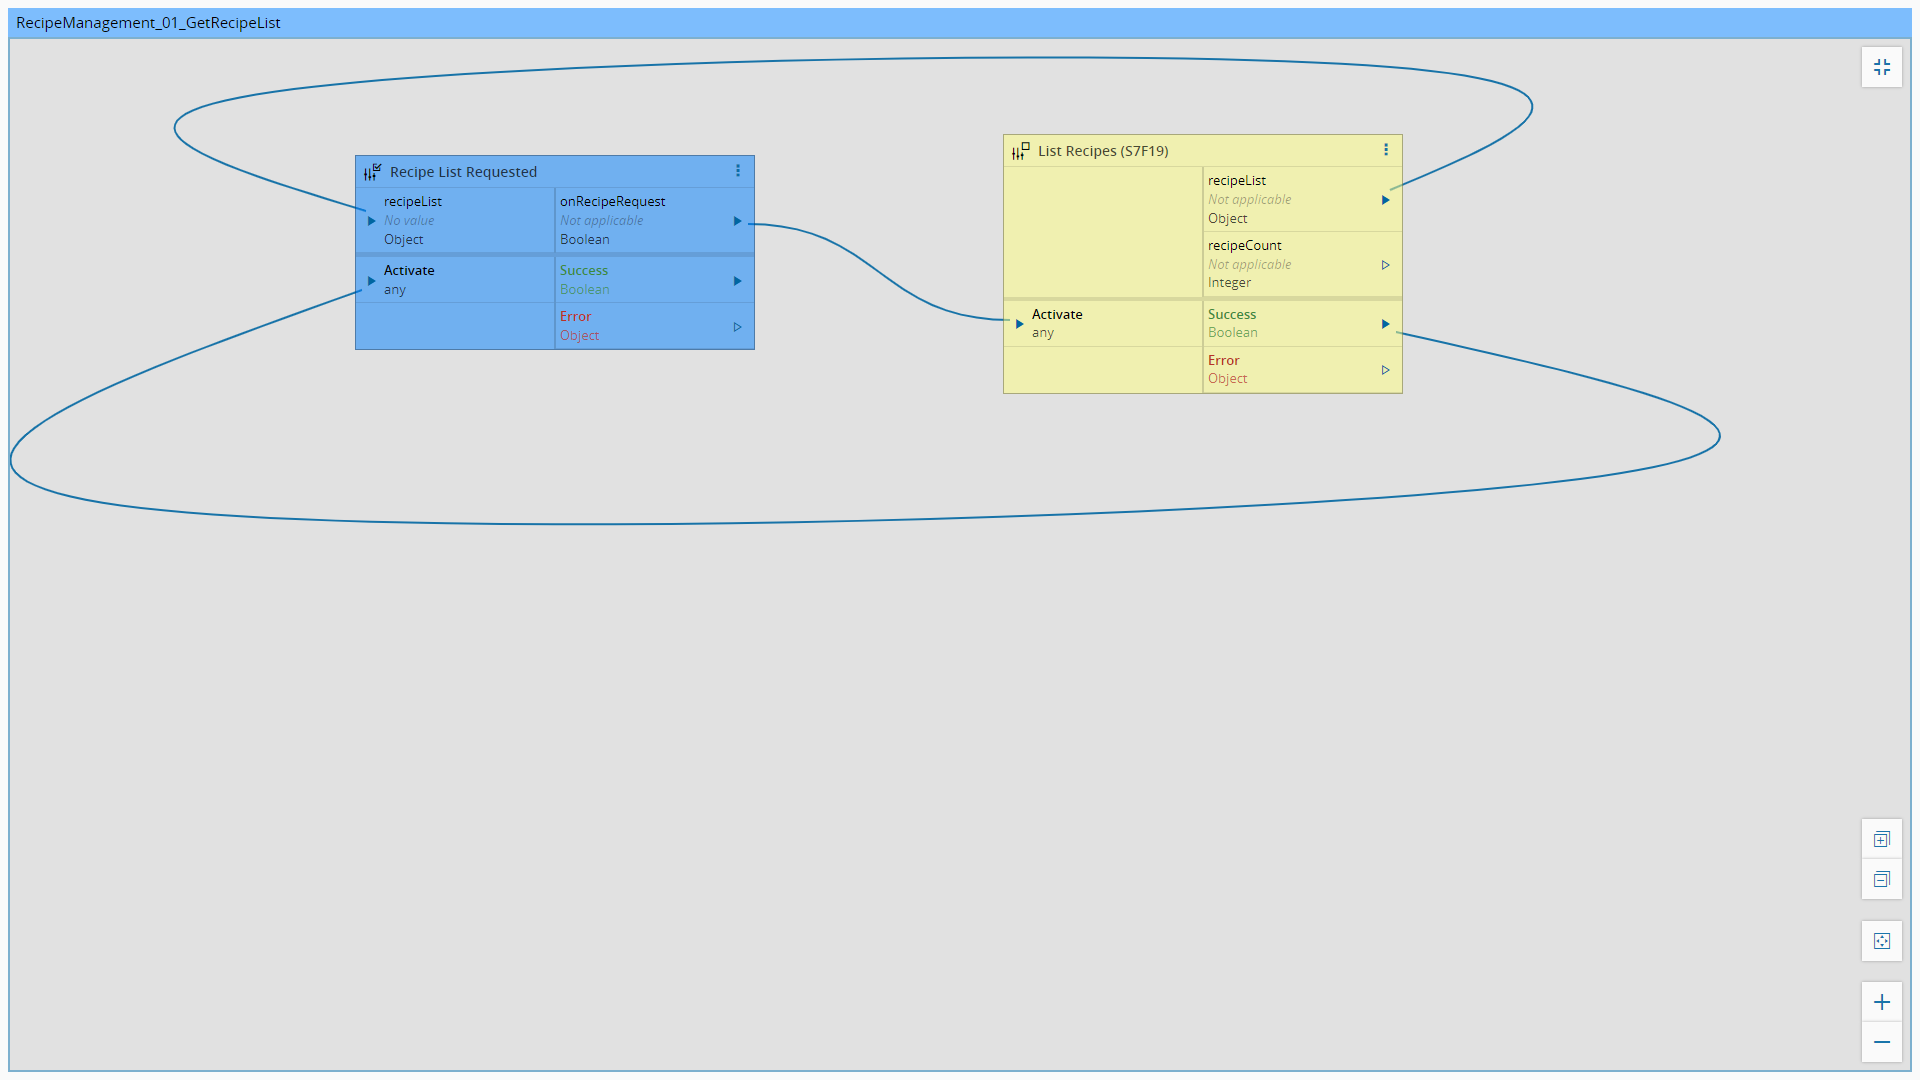 RecipeManagement_01_GetRecipeList
Recipe List Requested
recipeList
No value
Object
onRecipeRequest
Not applicable
Boolean
Activate
any
Success
Boolean
Error
Object
List Recipes (S7F19)
recipeList
Not applicable
Object
recipeCount
Not applicable
Integer
Activate
any
Success
Boolean
Error
Object